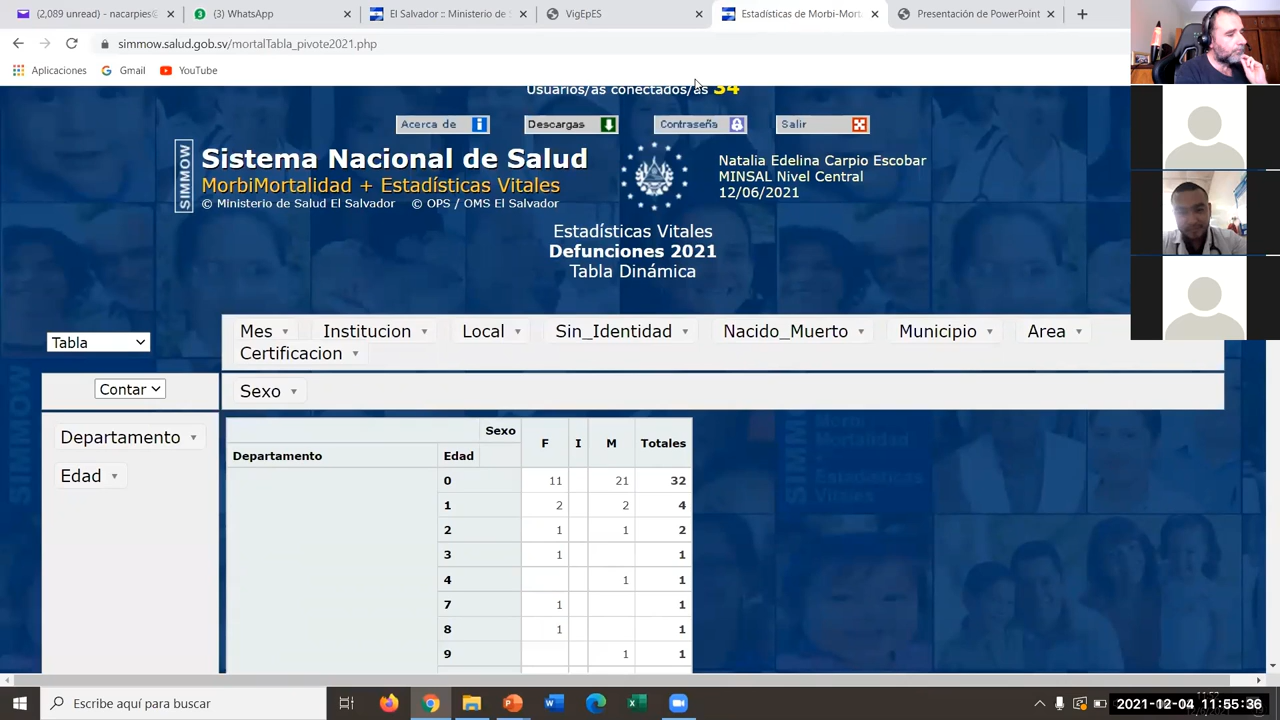 (2,089 unread) - nacarpies@
(3) WhatsApp
El Salvador :: Ministerio de S
VigEpES
Estadísticas de Morbi-Mort
Presentación de PowerPoint
simmow.salud.gob.sv/mortalTabla_pivote2021.php
Aplicaciones
Gmail
YouTube
Usuarios/as conectados/as 34
Acerca de
Descargas
Contraseña
Salir
SIMMOW
Sistema Nacional de Salud
MorbiMortalidad + Estadísticas Vitales
© Ministerio de Salud El Salvador © OPS / OMS El Salvador
Natalia Edelina Carpio Escobar
MINSAL Nivel Central
12/06/2021
Estadísticas Vitales
Defunciones 2021
Tabla Dinámica
Tabla
Mes Institucion Local Sin_Identidad Nacido_Muerto Municipio Area
Certificacion
Contar
Sexo
Departamento
Edad
Sexo F I M Totales
Departamento Edad
0 11 21 32
1 2 2 4
2 1 1 2
3 1 1
4 1 1
7 1 1
8 1 1
9 1 1
Escribe aquí para buscar
2021-12-04 11:55:36